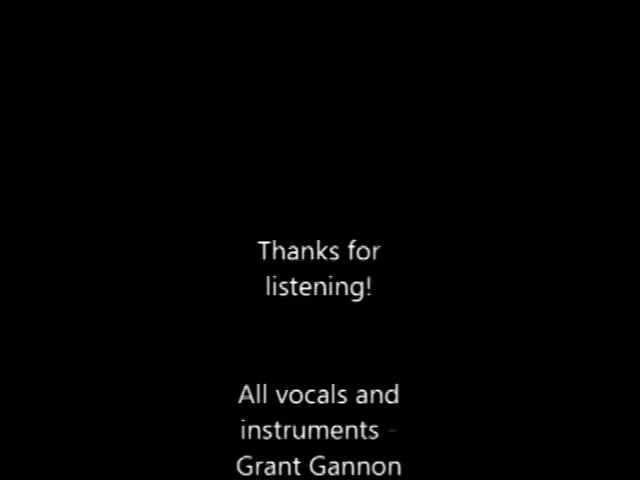 Thanks for
listening!
All vocals and
instruments -
Grant Gannon